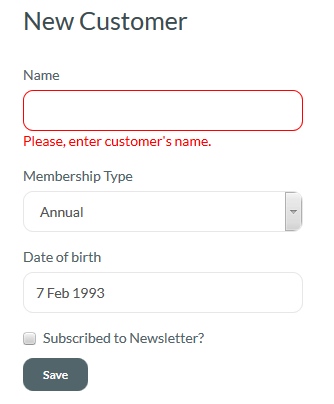 New Customer
Name
Please, enter customer's name.
Membership Type
Annual
Date of birth
7 Feb 1993
Subscribed to Newsletter?
Save